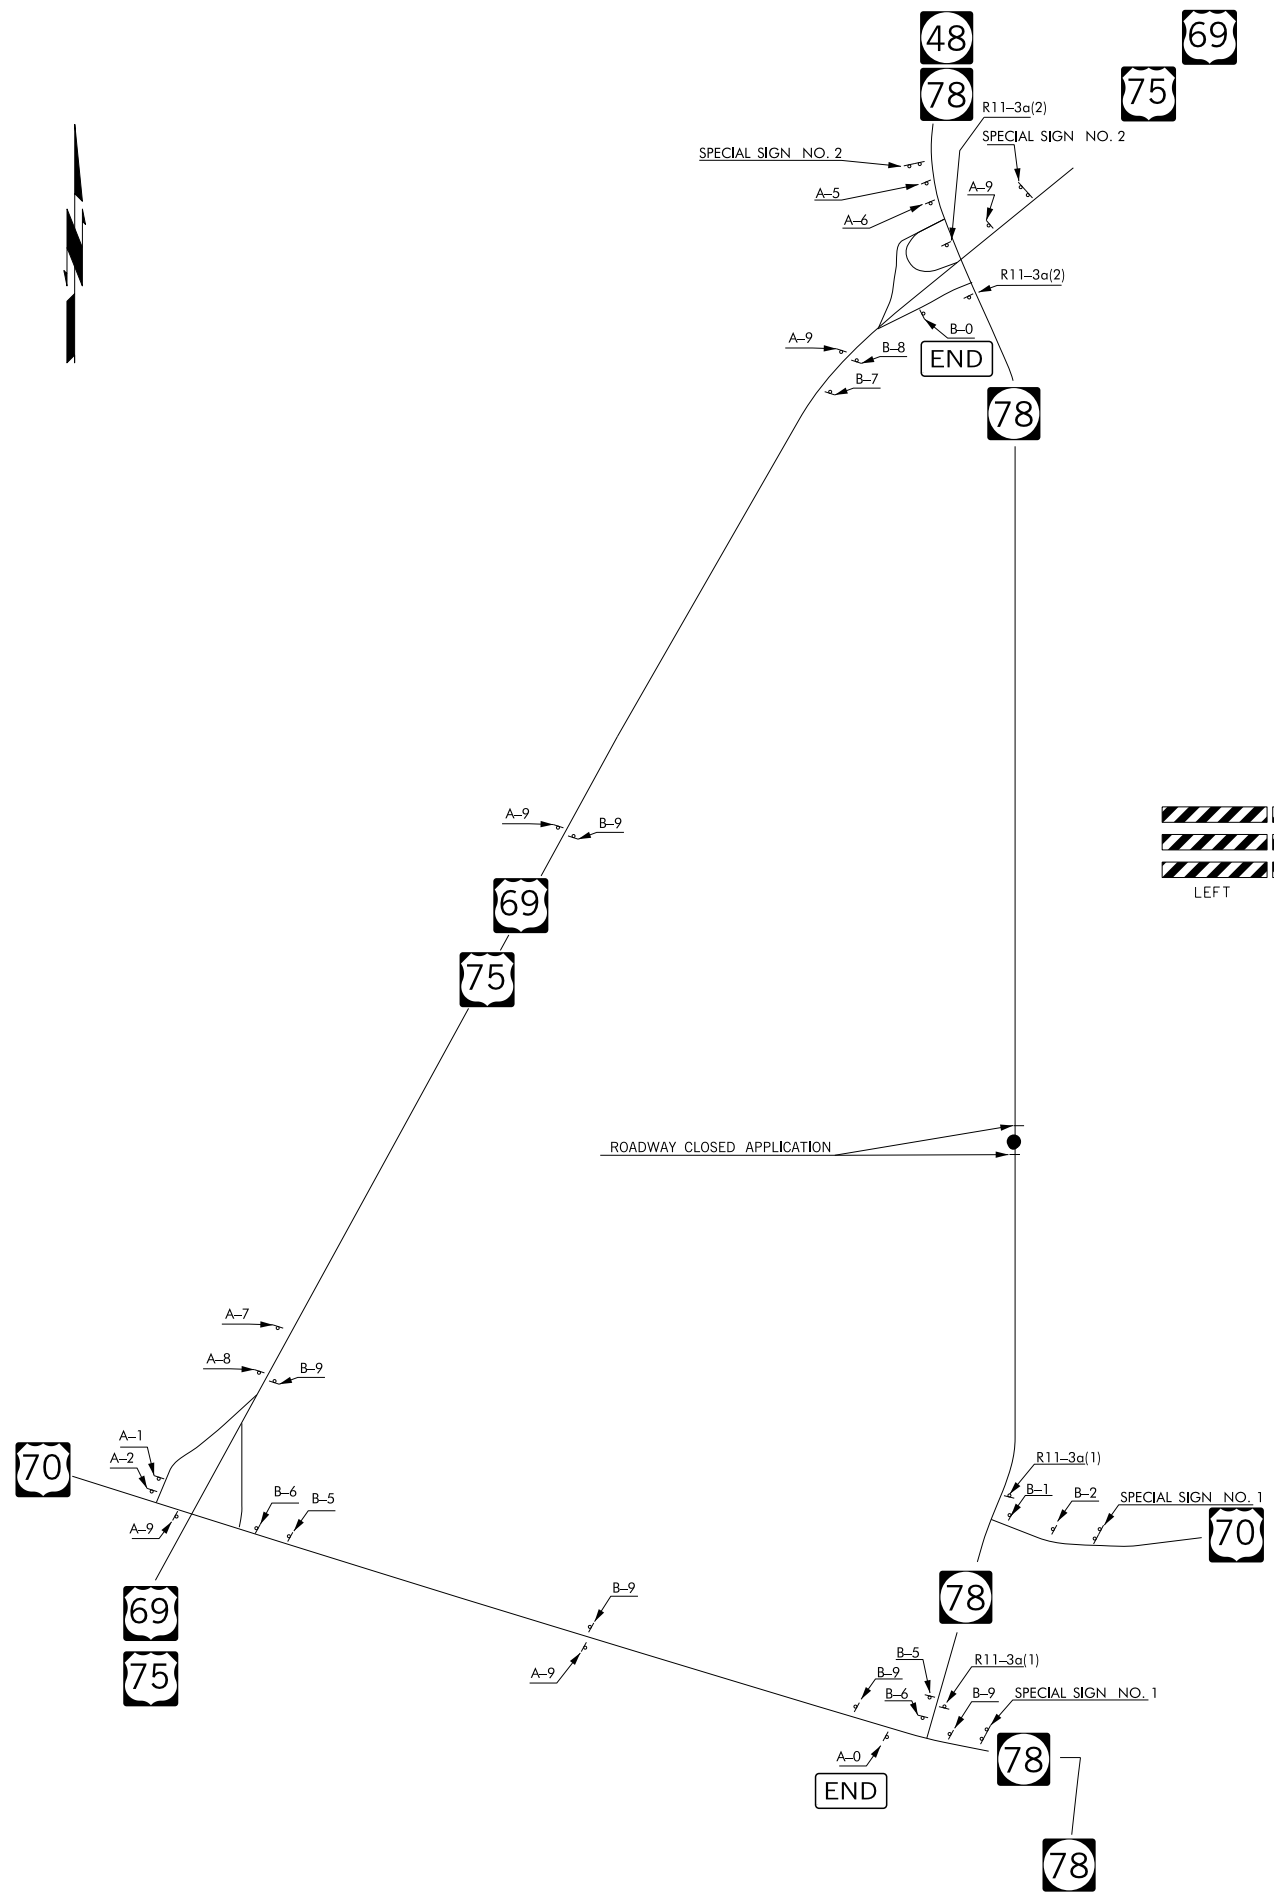 48
69
78
75
R11–3a(2)
SPECIAL SIGN NO. 2
SPECIAL SIGN NO. 2
A–5
A–9
A–6
R11–3a(2)
B–0
A–9
B–8
END
B–7
78
A–9
B–9
69
LEFT
75
ROADWAY CLOSED APPLICATION
A–7
A–8
B–9
A–1
70
A–2
R11–3a(1)
B–6
B–5
B–1
B–2
SPECIAL SIGN NO. 1
A–9
70
69
B–9
78
75
A–9
B–5
R11–3a(1)
B–9
B–6
B–9
SPECIAL SIGN NO. 1
A–0
78
END
78